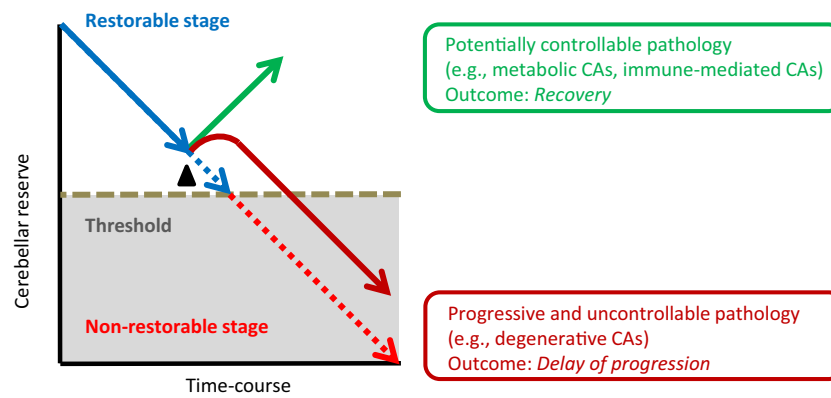 Restorable stage
Potentially controllable pathology
(e.g., metabolic CAs, immune-mediated CAs)
Outcome: Recovery
Cerebellar reserve
Threshold
Non-restorable stage
Progressive and uncontrollable pathology
(e.g., degenerative CAs)
Outcome: Delay of progression
Time-course